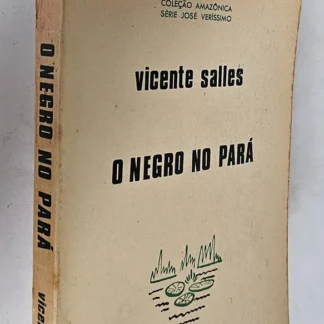 COLEÇÃO AMAZÔNICA
SÉRIE JOSÉ VERÍSSIMO
vicente salles
O NEGRO NO PARÁ
O NEGRO NO PARÁ